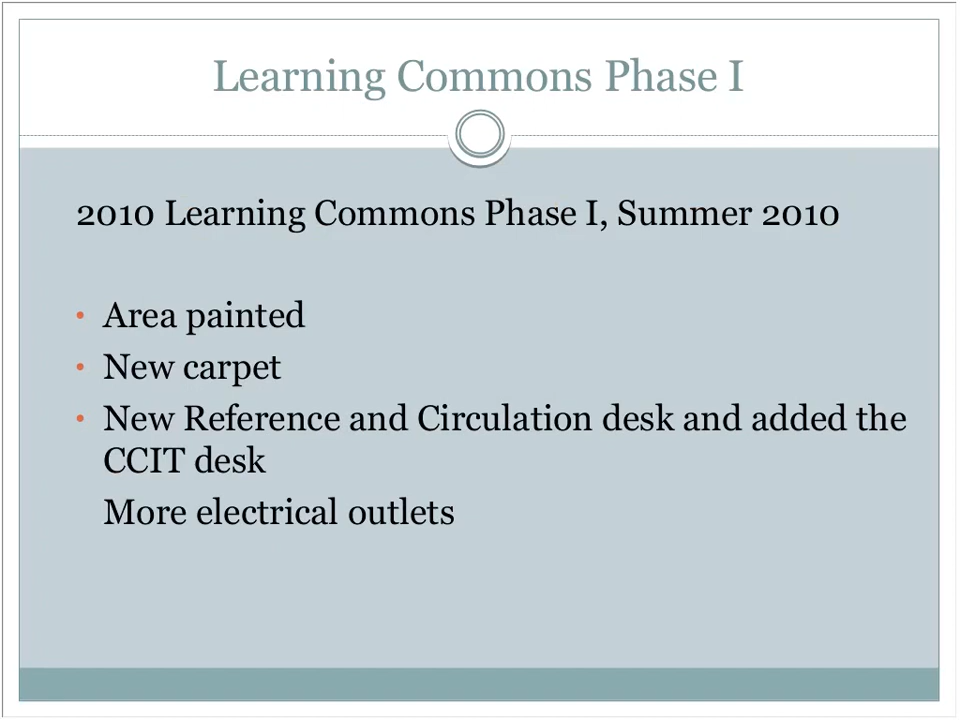 Learning Commons Phase I
2010 Learning Commons Phase I, Summer 2010
• Area painted
• New carpet
• New Reference and Circulation desk and added the
CCIT desk
More electrical outlets